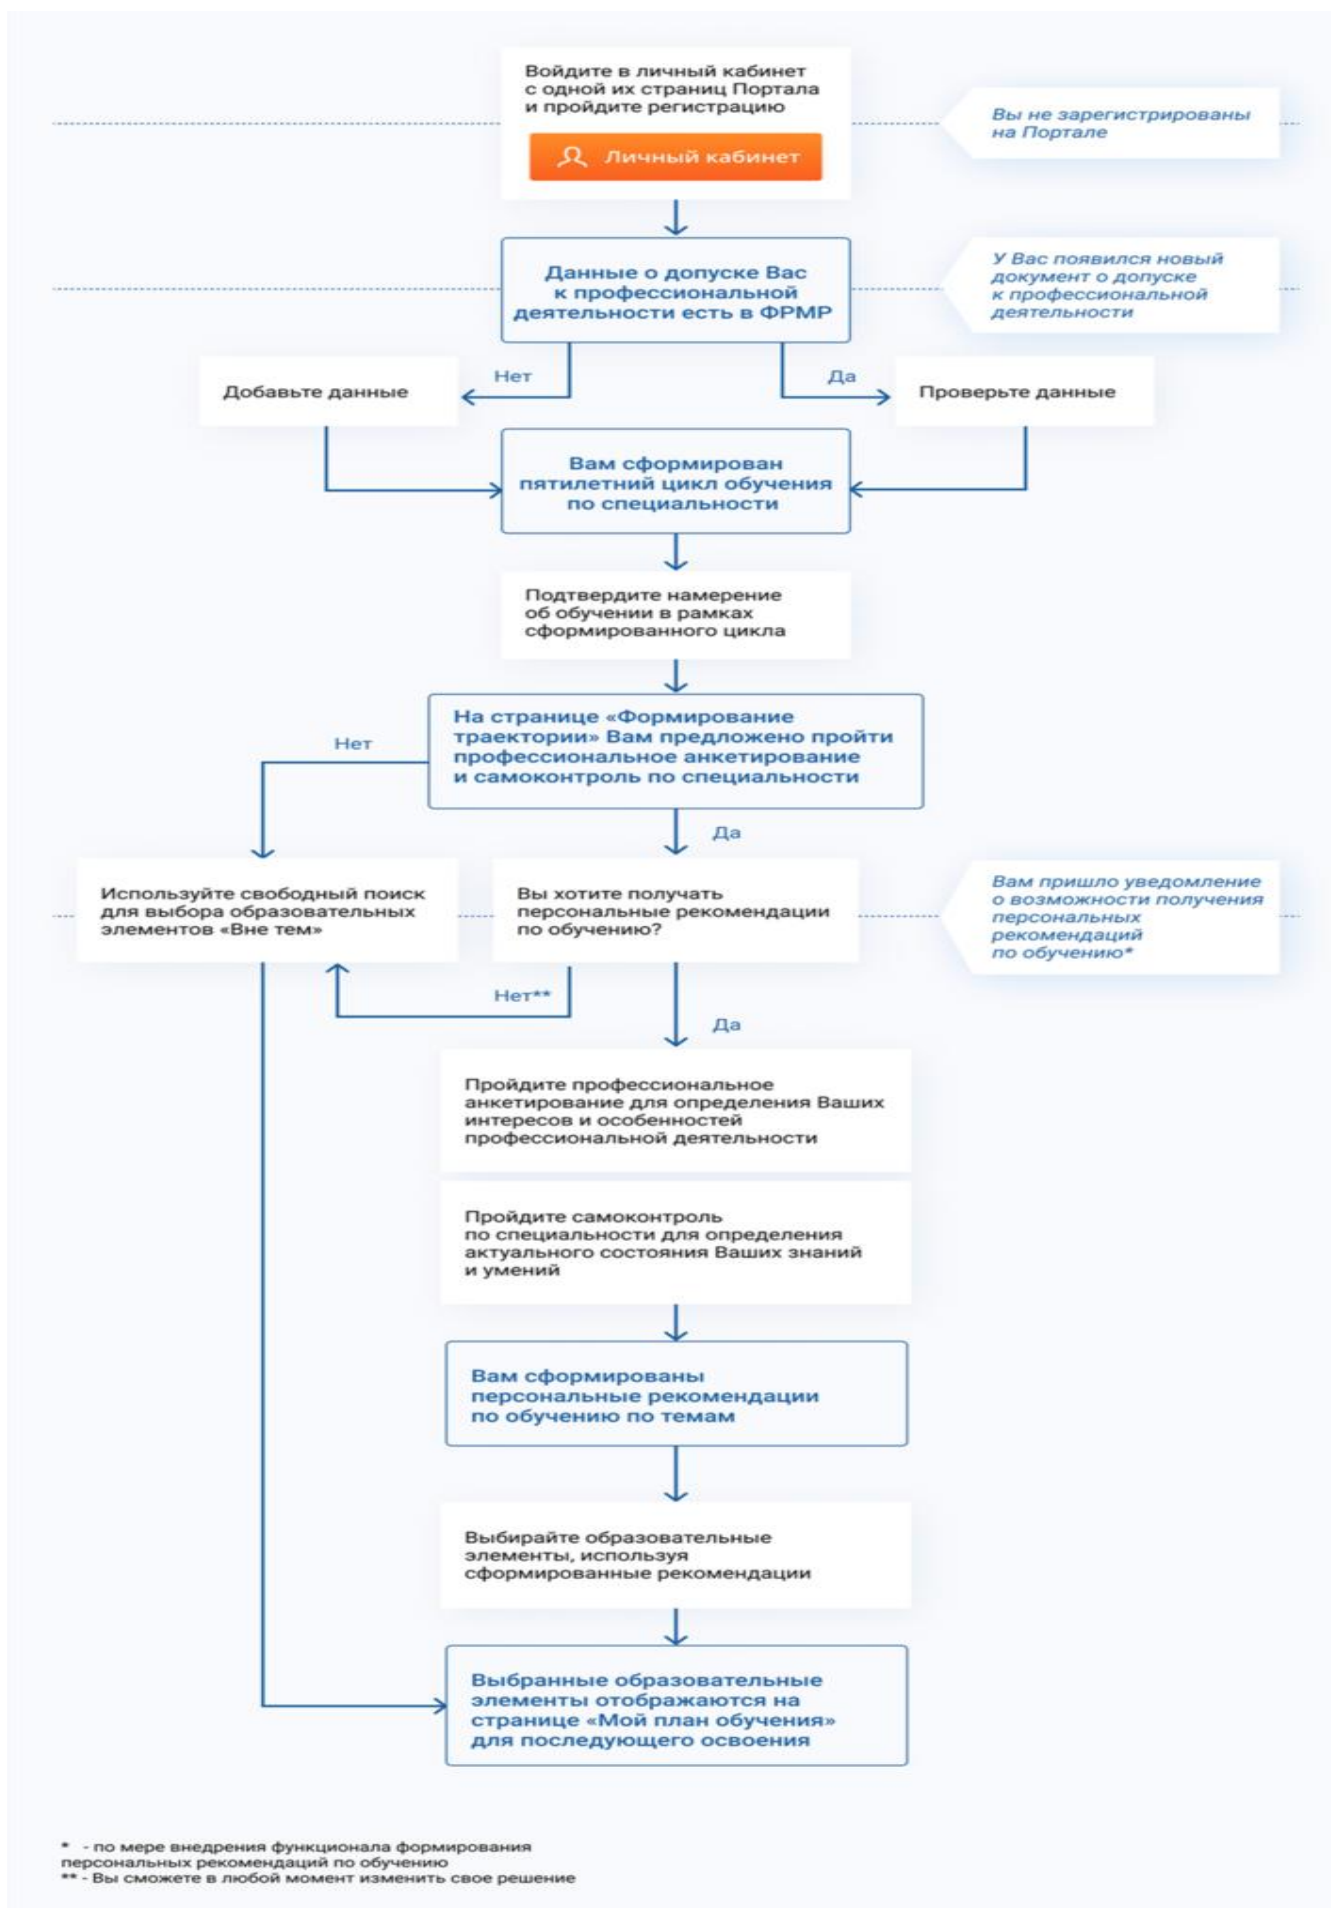 Войдите в личный кабинет
с одной их страниц Портала
и пройдите регистрацию
Личный кабинет
Вы не зарегистрированы
на Портале
Данные о допуске Вас
к профессиональной
деятельности есть в ФРМР
У Вас появился новый
документ о допуске
к профессиональной
деятельности
Нет
Да
Добавьте данные
Проверьте данные
Вам сформирован
пятилетний цикл обучения
по специальности
Подтвердите намерение
об обучении в рамках
сформированного цикла
На странице «Формирование
траектории» Вам предложено пройти
профессиональное анкетирование
и самоконтроль по специальности
Нет
Да
Используйте свободный поиск
для выбора образовательных
элементов «Вне тем»
Вы хотите получать
персональные рекомендации
по обучению?
Вам пришло уведомление
о возможности получения
персональных
рекомендаций
по обучению*
Нет**
Да
Пройдите профессиональное
анкетирование для определения Ваших
интересов и особенностей
профессиональной деятельности
Пройдите самоконтроль
по специальности для определения
актуального состояния Ваших знаний
и умений
Вам сформированы
персональные рекомендации
по обучению по темам
Выбирайте образовательные
элементы, используя
сформированные рекомендации
Выбранные образовательные
элементы отображаются на
странице «Мой план обучения»
для последующего освоения
* - по мере внедрения функционала формирования
персональных рекомендаций по обучению
** - Вы сможете в любой момент изменить свое решение